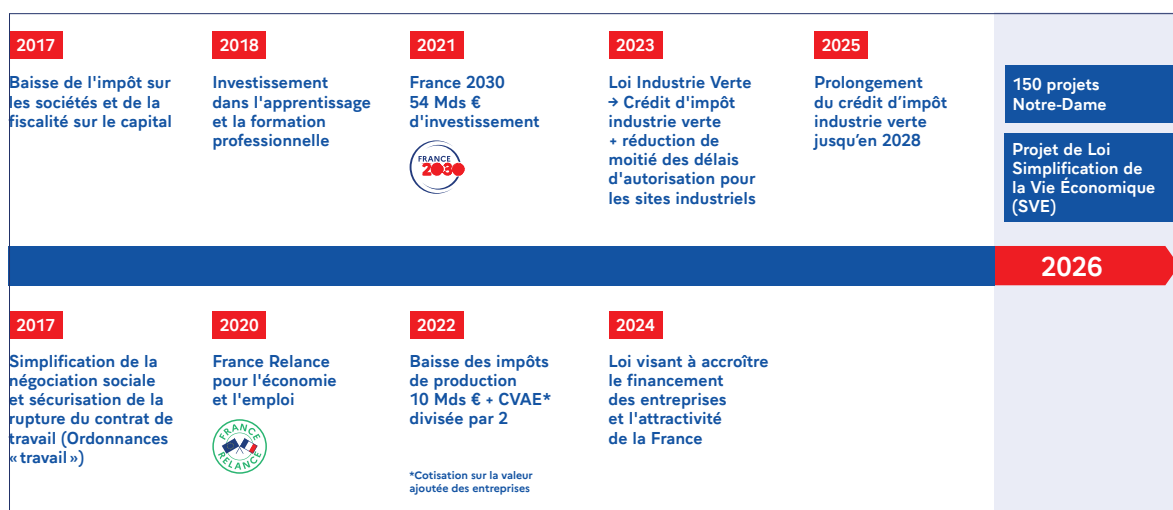 2017
Baisse de l'impôt sur
les sociétés et de la
fiscalité sur le capital
2018
Investissement
dans l'apprentissage
et la formation
professionnelle
2021
France 2030
54 Mds €
d'investissement
FRANCE
2030
2023
Loi Industrie Verte
→ Crédit d'impôt
industrie verte
+ réduction de
moitié des délais
d'autorisation pour
les sites industriels
2025
Prolongement
du crédit d’impôt
industrie verte
jusqu’en 2028
150 projets
Notre-Dame
Projet de Loi
Simplification de
la Vie Économique
(SVE)
2026
2017
Simplification de la
négociation sociale
et sécurisation de la
rupture du contrat de
travail (Ordonnances
« travail »)
2020
France Relance
pour l'économie
et l'emploi
FRANCE
RELANCE
2022
Baisse des impôts
de production
10 Mds € + CVAE*
divisée par 2
*Cotisation sur la valeur
ajoutée des entreprises
2024
Loi visant à accroître
le financement
des entreprises
et l'attractivité
de la France